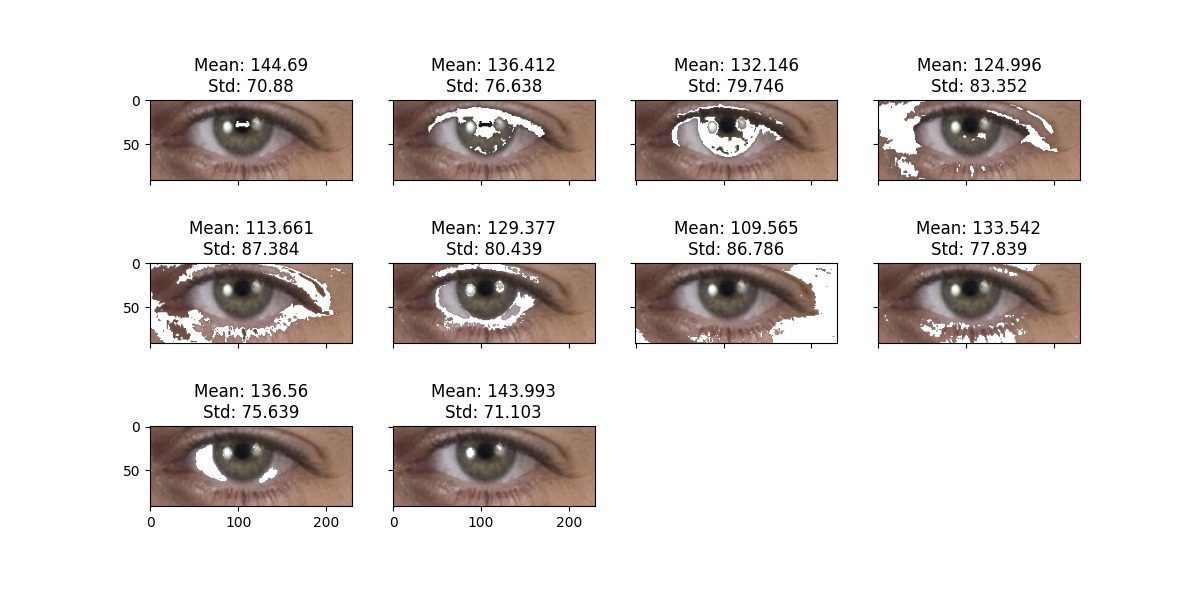 Mean: 144.69
Std: 70.88
Mean: 136.412
Std: 76.638
Mean: 132.146
Std: 79.746
Mean: 124.996
Std: 83.352
0
50
Mean: 113.661
Std: 87.384
Mean: 129.377
Std: 80.439
Mean: 109.565
Std: 86.786
Mean: 133.542
Std: 77.839
0
50
Mean: 136.56
Std: 75.639
Mean: 143.993
Std: 71.103
0
50
0 100 200
0 100 200